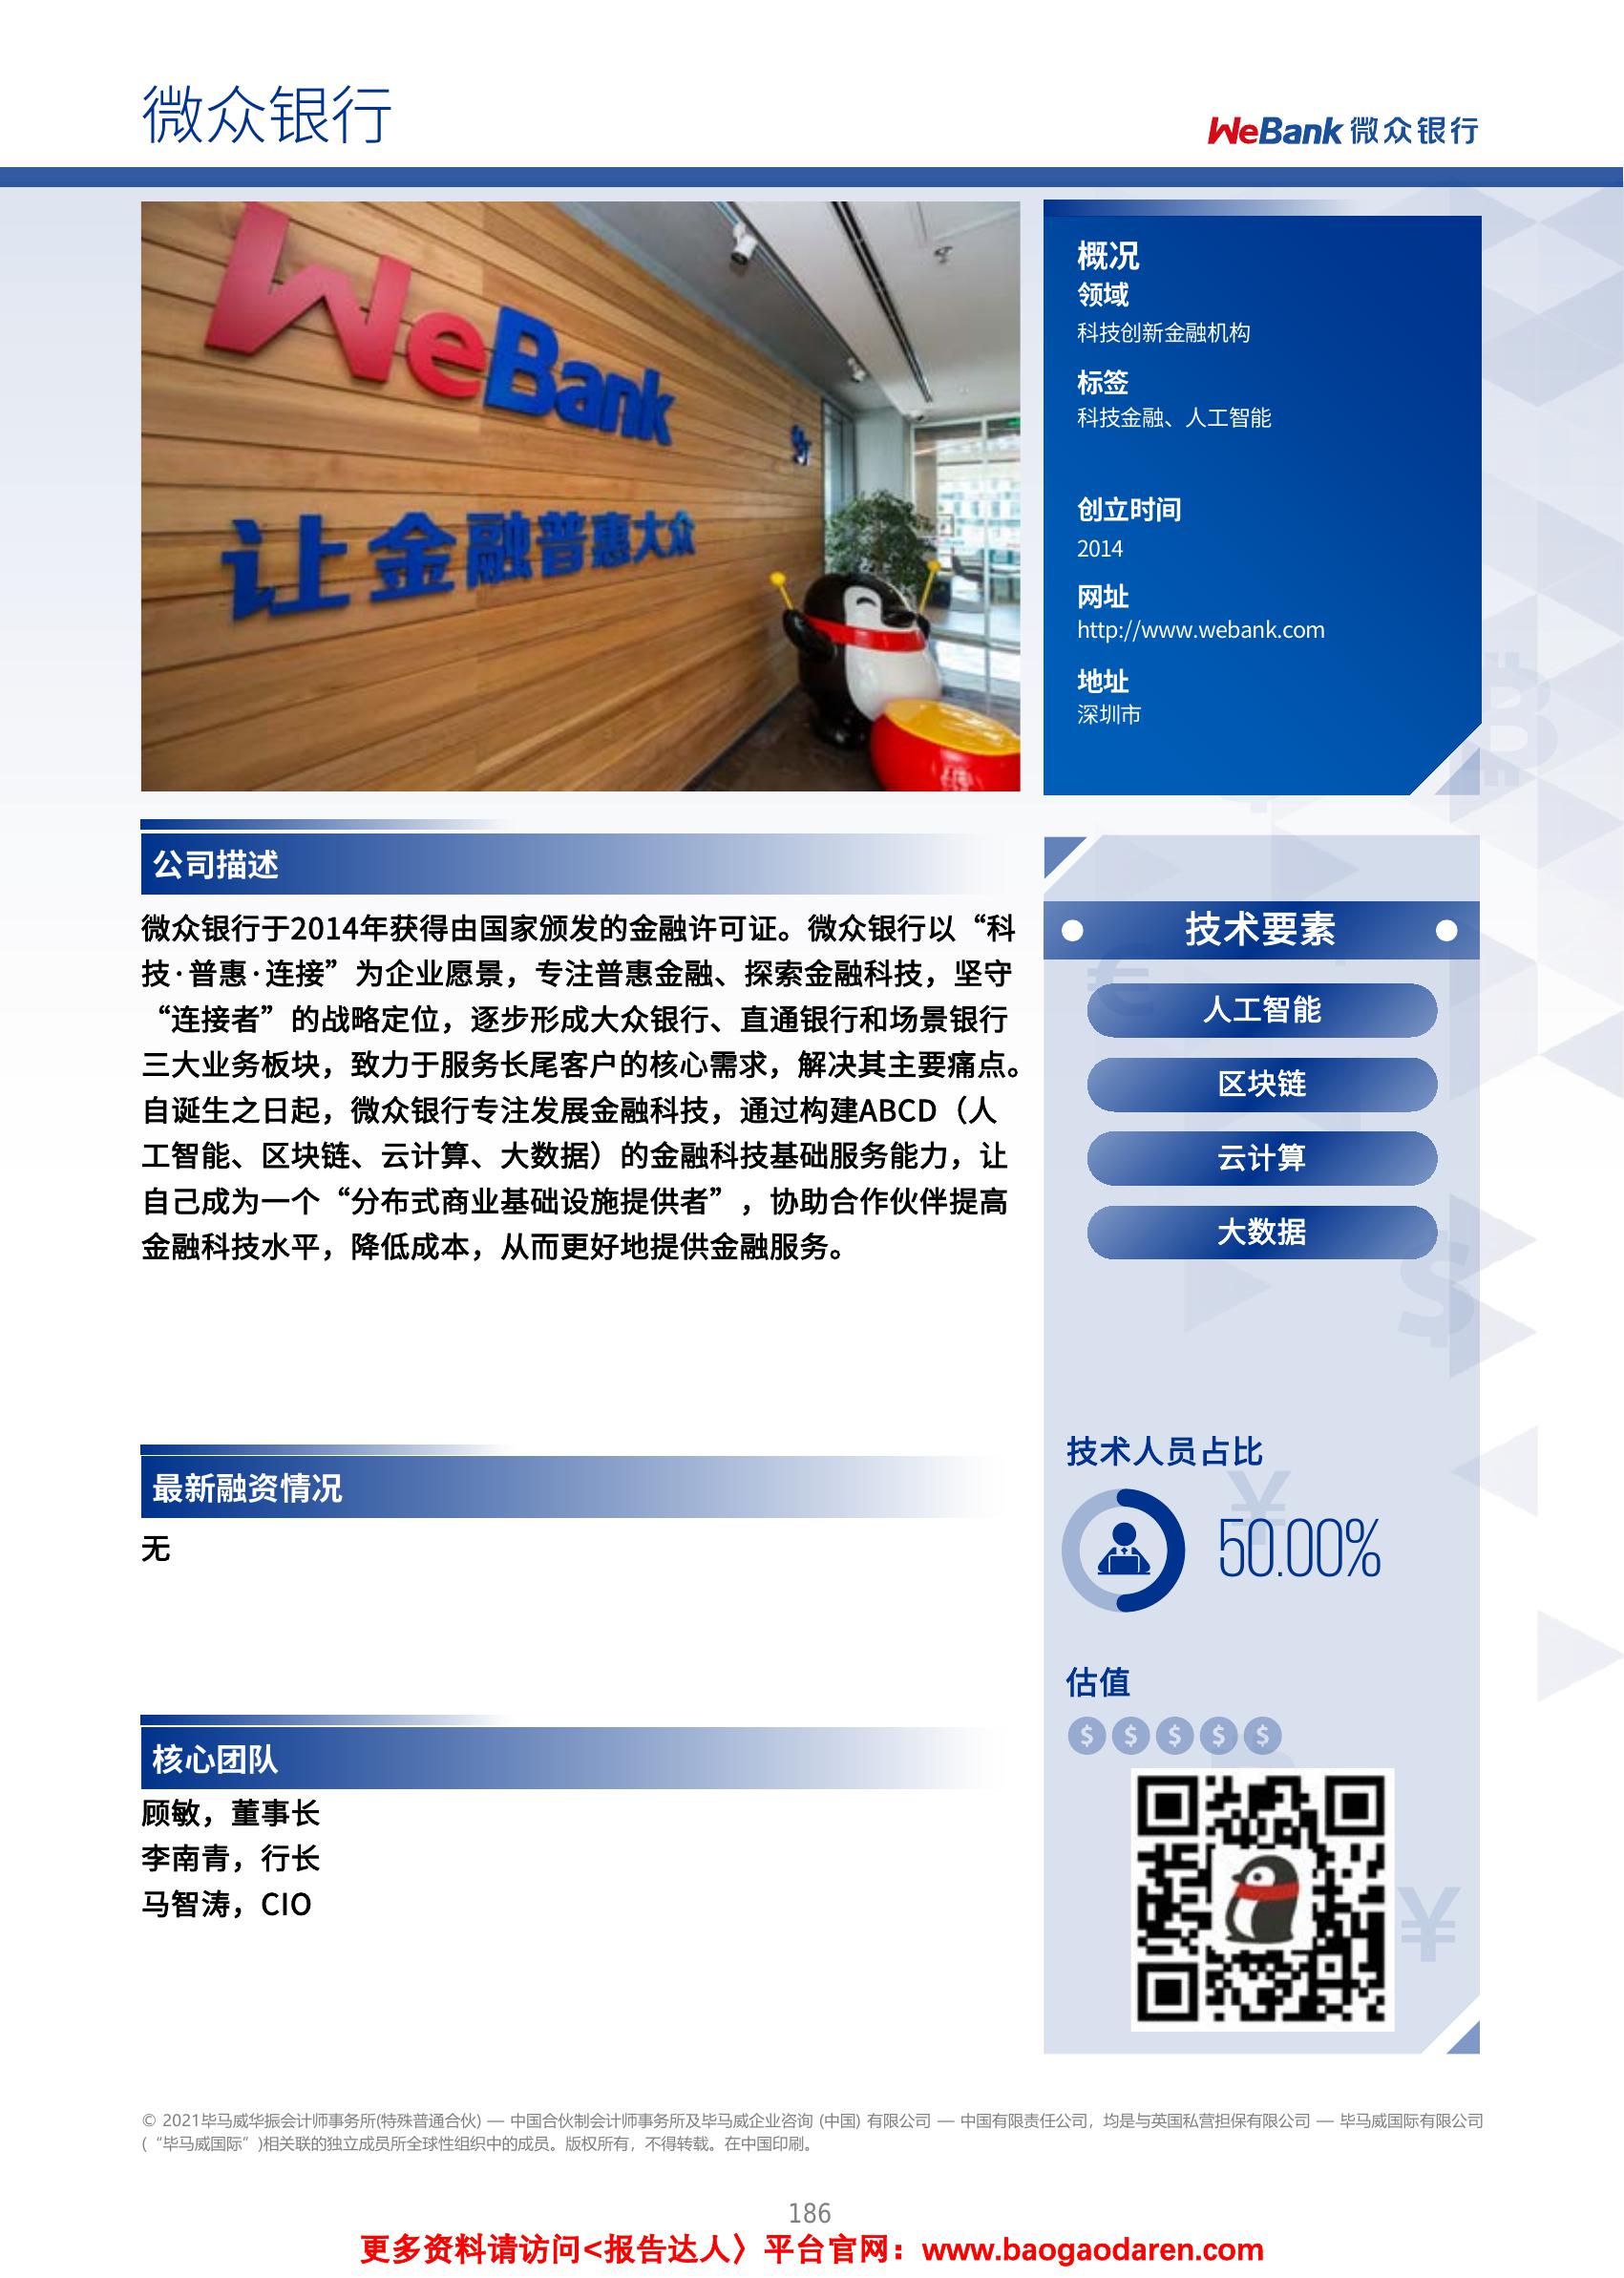 微众银行
WeBank 微众银行
WeBank
让金融普惠大众
概况
领域
科技创新金融机构
标签
科技金融、人工智能
创立时间
2014
网址
http://www.webank.com
地址
深圳市
公司描述
微众银行于2014年获得由国家颁发的金融许可证。微众银行以“科
技·普惠·连接”为企业愿景，专注普惠金融、探索金融科技，坚守
“连接者”的战略定位，逐步形成大众银行、直通银行和场景银行
三大业务板块，致力于服务长尾客户的核心需求，解决其主要痛点。
自诞生之日起，微众银行专注发展金融科技，通过构建ABCD（人
工智能、区块链、云计算、大数据）的金融科技基础服务能力，让
自己成为一个“分布式商业基础设施提供者”，协助合作伙伴提高
金融科技水平，降低成本，从而更好地提供金融服务。
最新融资情况
无
核心团队
顾敏，董事长
李南青，行长
马智涛，CIO
技术要素
人工智能
区块链
云计算
大数据
技术人员占比
50.00%
估值
$ $ $ $ $
© 2021毕马威华振会计师事务所(特殊普通合伙) — 中国合伙制会计师事务所及毕马威企业咨询 (中国) 有限公司 — 中国有限责任公司，均是与英国私营担保有限公司 — 毕马威国际有限公司
(“毕马威国际”)相关联的独立成员所全球性组织中的成员。版权所有，不得转载。在中国印刷。
186
更多资料请访问<报告达人〉平台官网：www.baogaodaren.com